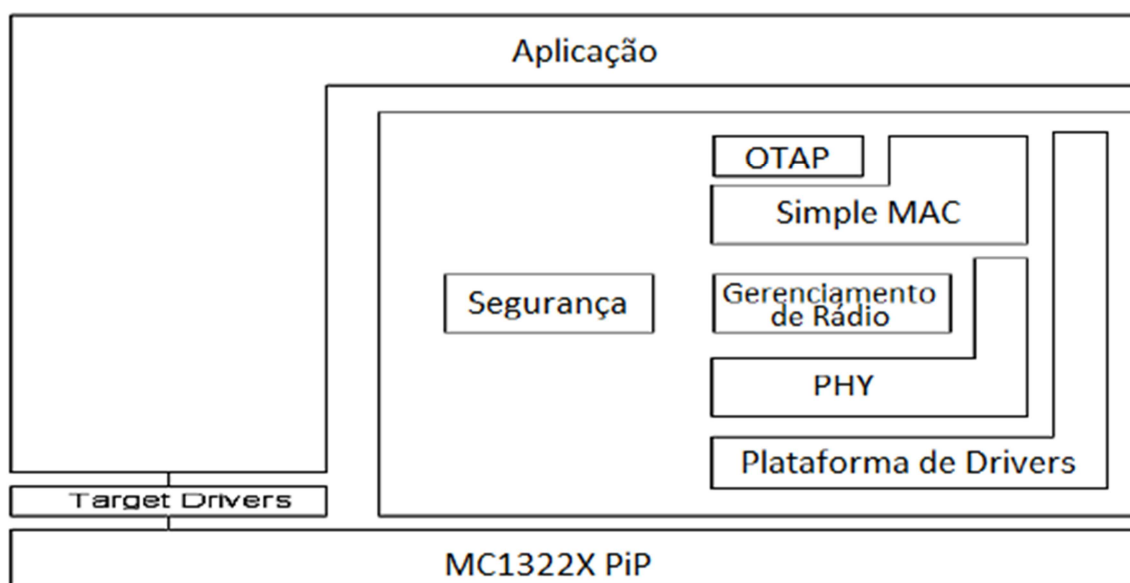 Aplicação
OTAP
Simple MAC
Segurança
Gerenciamento
de Rádio
PHY
Plataforma de Drivers
Target Drivers
MC1322X PiP